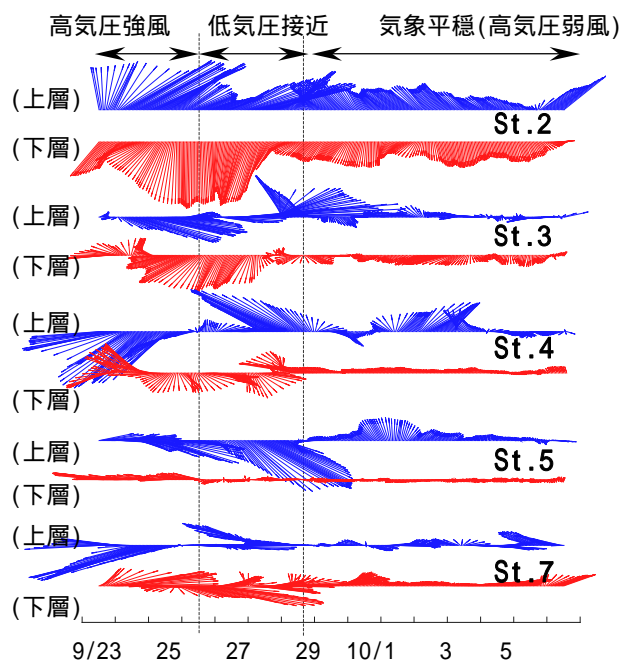 高気圧強風 低気圧接近 気象平穏(高気圧弱風)
(上層)
St.2
(下層)
(上層)
St.3
(下層)
(上層)
St.4
(下層)
(上層)
St.5
(下層)
(上層)
St.7
(下層)
9/23 25 27 29 10/1 3 5